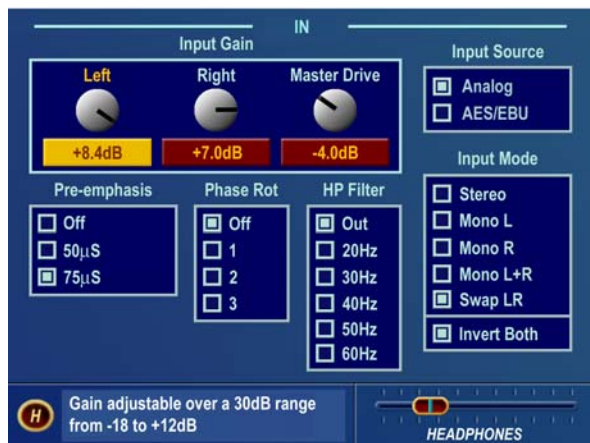 IN
Input Gain
Left
Right
Master Drive
+8.4dB
+7.0dB
-4.0dB
Input Source
Analog
AES/EBU
Pre-emphasis
Off
50µS
75µS
Phase Rot
Off
1
2
3
HP Filter
Out
20Hz
30Hz
40Hz
50Hz
60Hz
Input Mode
Stereo
Mono L
Mono R
Mono L+R
Swap LR
Invert Both
H
Gain adjustable over a 30dB range
from -18 to +12dB
HEADPHONES